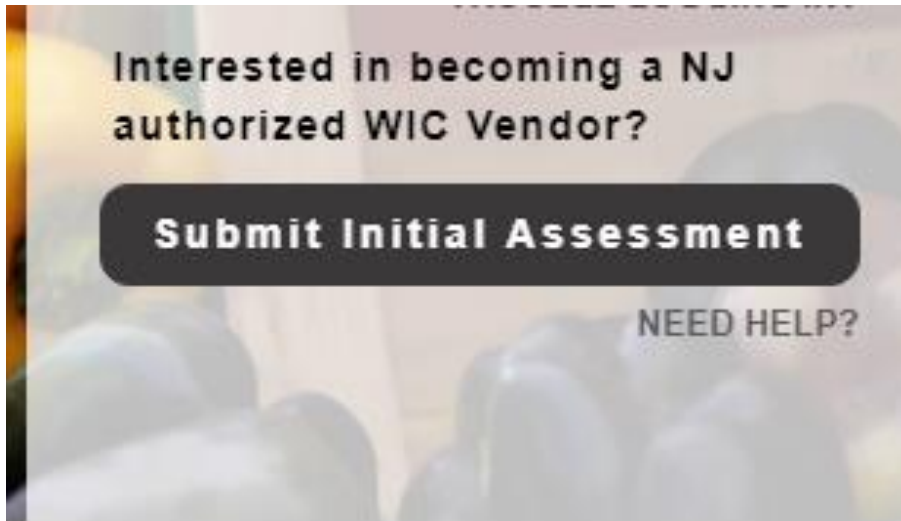 Interested in becoming a NJ
authorized WIC Vendor?
Submit Initial Assessment
NEED HELP?